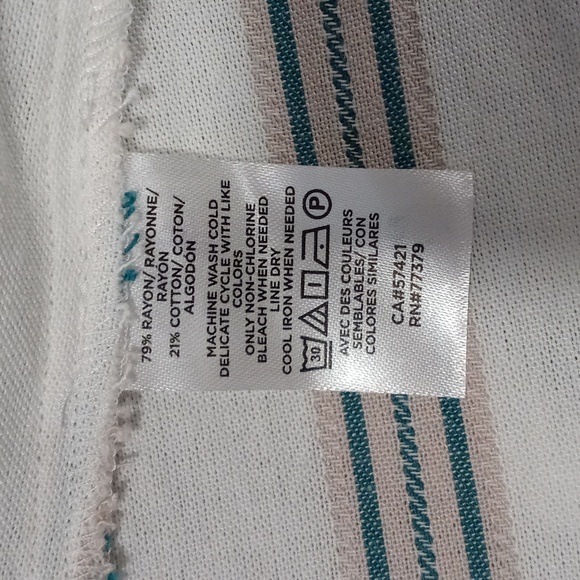 79% RAYON/ RAYONNE/
RAYÓN
21% COTTON/ COTON/
ALGODÓN
MACHINE WASH COLD
DELICATE CYCLE WITH LIKE
COLORS
ONLY NON-CHLORINE
BLEACH WHEN NEEDED
LINE DRY
COOL IRON WHEN NEEDED
30 P
AVEC DES COULEURS
SEMBLABLES/ CON
COLORES SIMILARES
CA#57421
RN#77379